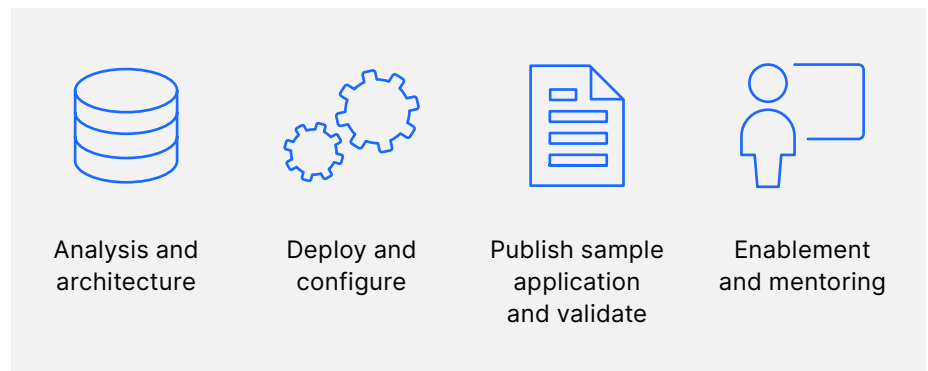 Analysis and
architecture
Deploy and
configure
Publish sample
application
and validate
Enablement
and mentoring